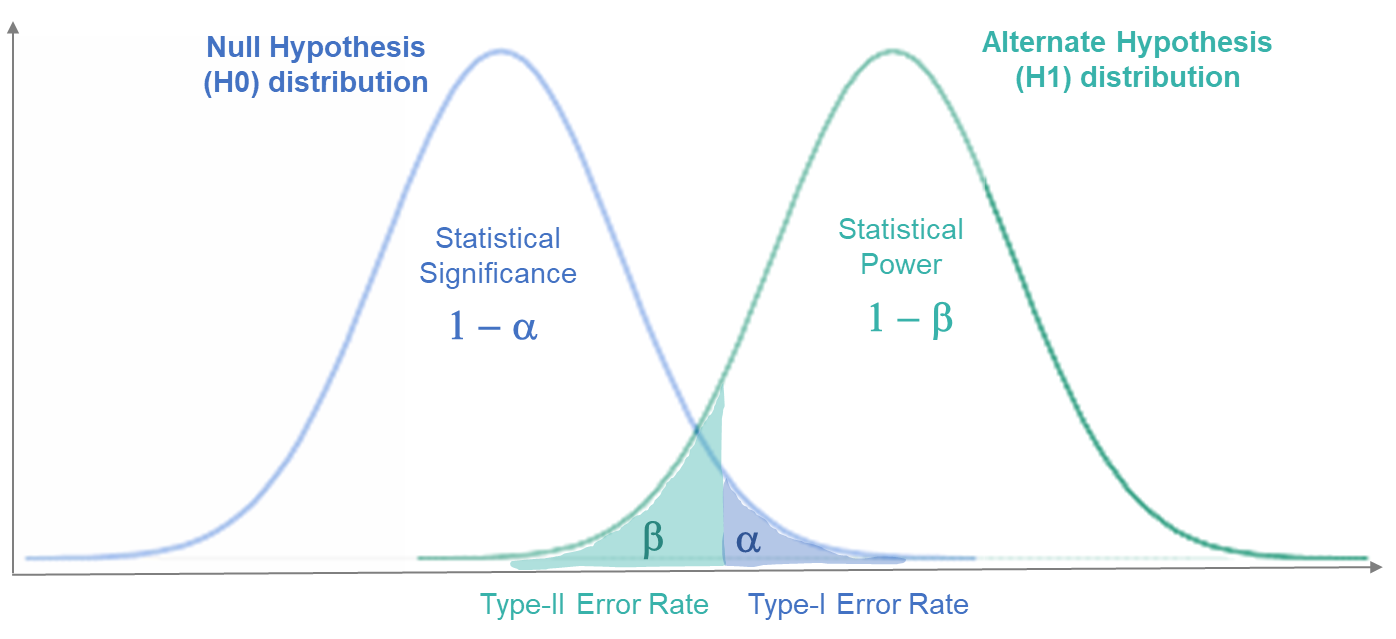 Null Hypothesis
(H0) distribution
Alternate Hypothesis
(H1) distribution
Statistical
Significance
1 − α
Statistical
Power
1 − β
β
α
Type-II Error Rate
Type-I Error Rate